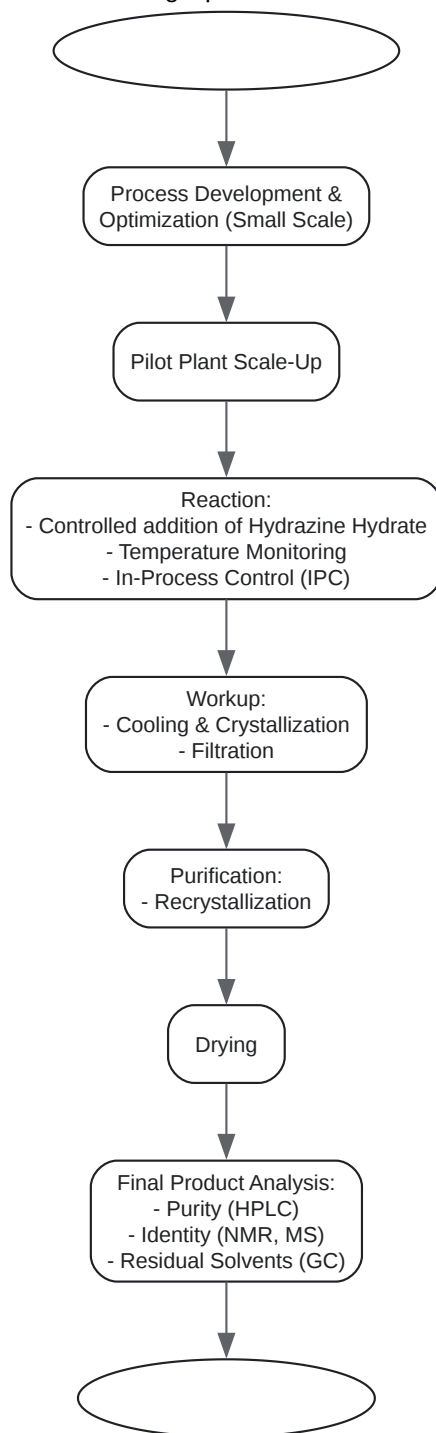 Process Development &
Optimization (Small Scale)
Pilot Plant Scale-Up
Reaction:
- Controlled addition of Hydrazine Hydrate
- Temperature Monitoring
- In-Process Control (IPC)
Workup:
- Cooling & Crystallization
- Filtration
Purification:
- Recrystallization
Drying
Final Product Analysis:
- Purity (HPLC)
- Identity (NMR, MS)
- Residual Solvents (GC)